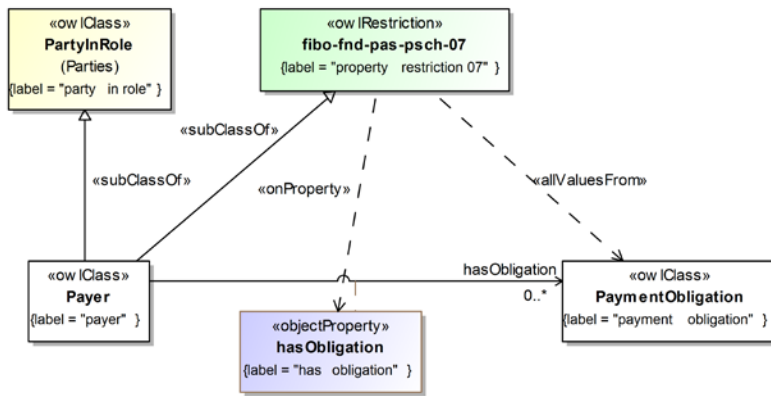 «owlClass»
PartyInRole
(Parties)
{label = "party in role" }
«owlRestriction»
fibo-fnd-pas-psch-07
{label = "property restriction 07" }
«subClassOf»
«subClassOf»
«onProperty»
«allValuesFrom»
«owlClass»
Payer
{label = "payer" }
hasObligation
0..*
«owlClass»
PaymentObligation
{label = "payment obligation" }
«objectProperty»
hasObligation
{label = "has obligation" }